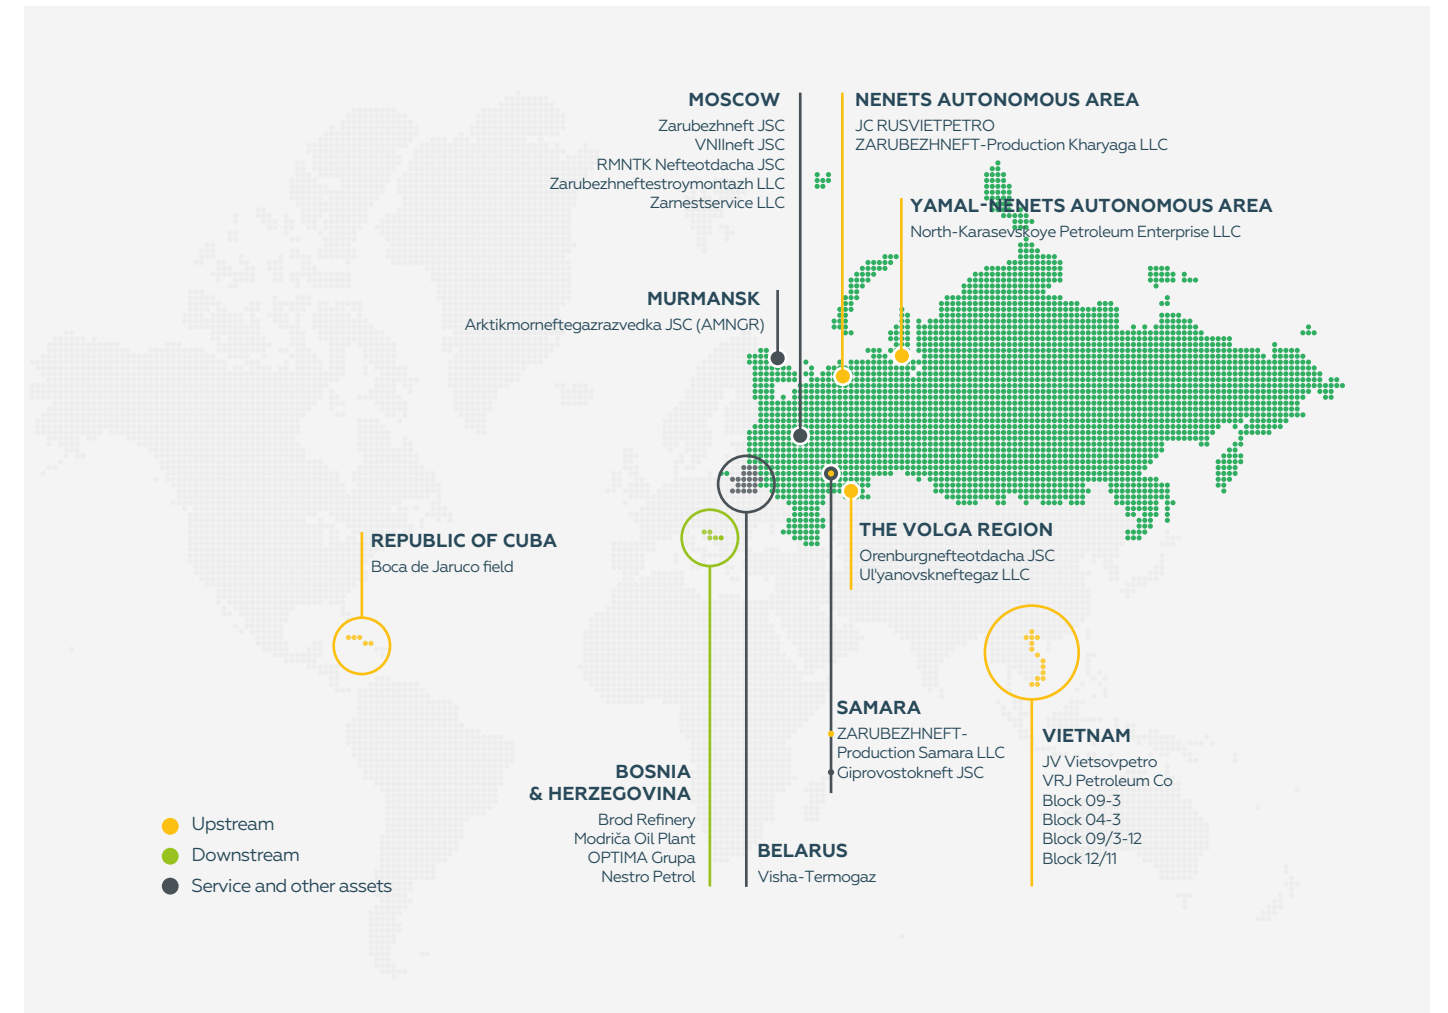 MOSCOW
Zarubezhneft JSC
VNIIneft JSC
RMNTK Nefteotdacha JSC
Zarubezhneftestroymontazh LLC
Zarnestservice LLC
NENETS AUTONOMOUS AREA
JC RUSVIETPETRO
ZARUBEZHNEFT-Production Kharyaga LLC
YAMAL-NENETS AUTONOMOUS AREA
North-Karasevskoye Petroleum Enterprise LLC
MURMANSK
Arktikmorneftegazrazvedka JSC (AMNGR)
REPUBLIC OF CUBA
Boca de Jaruco field
THE VOLGA REGION
Orenburgnefteotdacha JSC
Ul'yanovskneftegaz LLC
SAMARA
ZARUBEZHNEFT-
Production Samara LLC
Giprovostokneft JSC
VIETNAM
JV Vietsovpetro
VRJ Petroleum Co
Block 09-3
Block 04-3
Block 09/3-12
Block 12/11
BOSNIA
& HERZEGOVINA
Brod Refinery
Modriča Oil Plant
OPTIMA Grupa
Nestro Petrol
BELARUS
Visha-Termogaz
Upstream
Downstream
Service and other assets